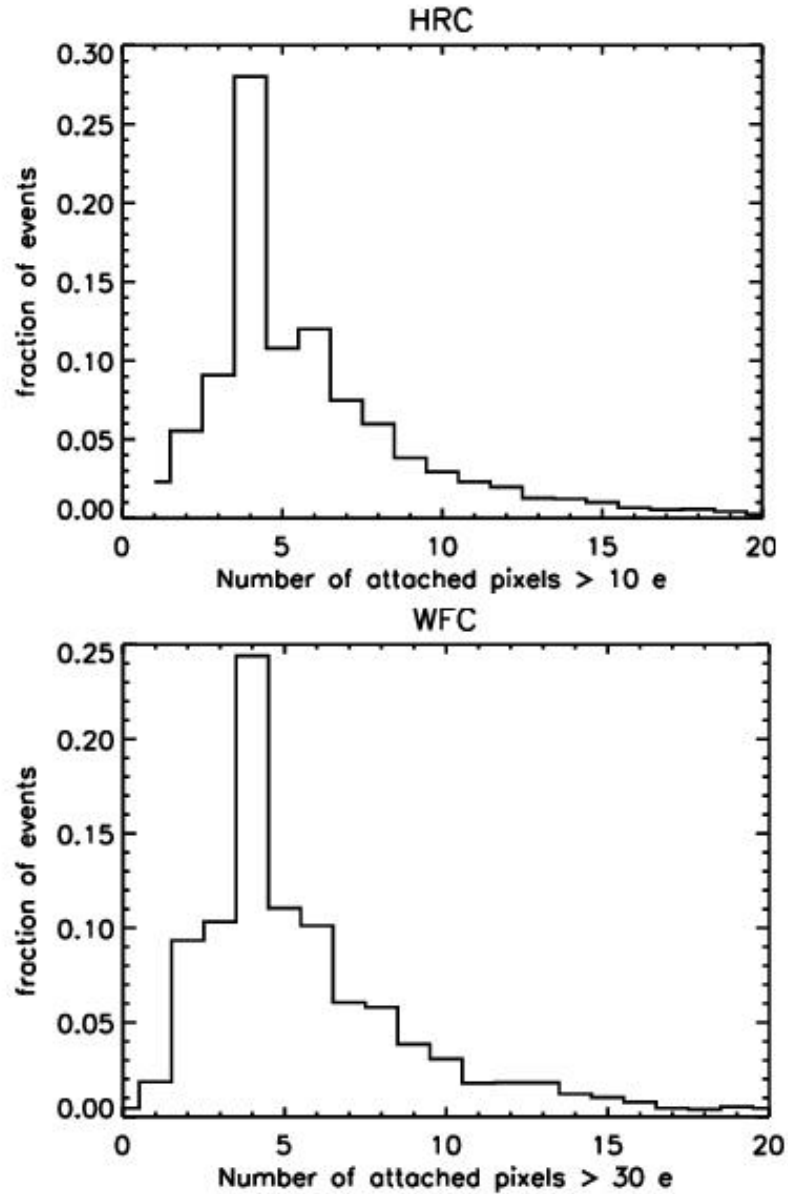 HRC
0.30
0.25
0.20
0.15
0.10
0.05
0.00
fraction of events
0 5 10 15 20
Number of attached pixels > 10 e
WFC
0.25
0.20
0.15
0.10
0.05
0.00
fraction of events
0 5 10 15 20
Number of attached pixels > 30 e